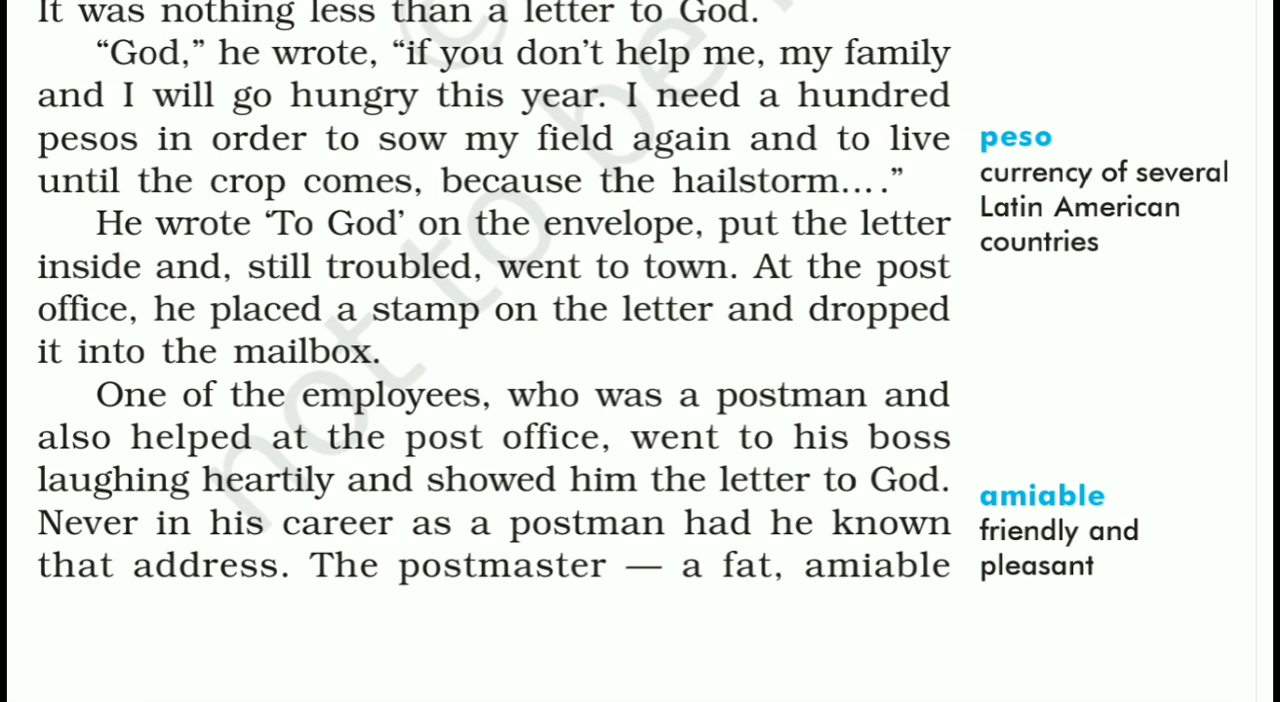 It was nothing less than a letter to God.
“God,” he wrote, “if you don’t help me, my family
and I will go hungry this year. I need a hundred
pesos in order to sow my field again and to live
until the crop comes, because the hailstorm....”
He wrote ‘To God’ on the envelope, put the letter
inside and, still troubled, went to town. At the post
office, he placed a stamp on the letter and dropped
it into the mailbox.
One of the employees, who was a postman and
also helped at the post office, went to his boss
laughing heartily and showed him the letter to God.
Never in his career as a postman had he known
that address. The postmaster — a fat, amiable
peso
currency of several
Latin American
countries
amiable
friendly and
pleasant
©
not to be